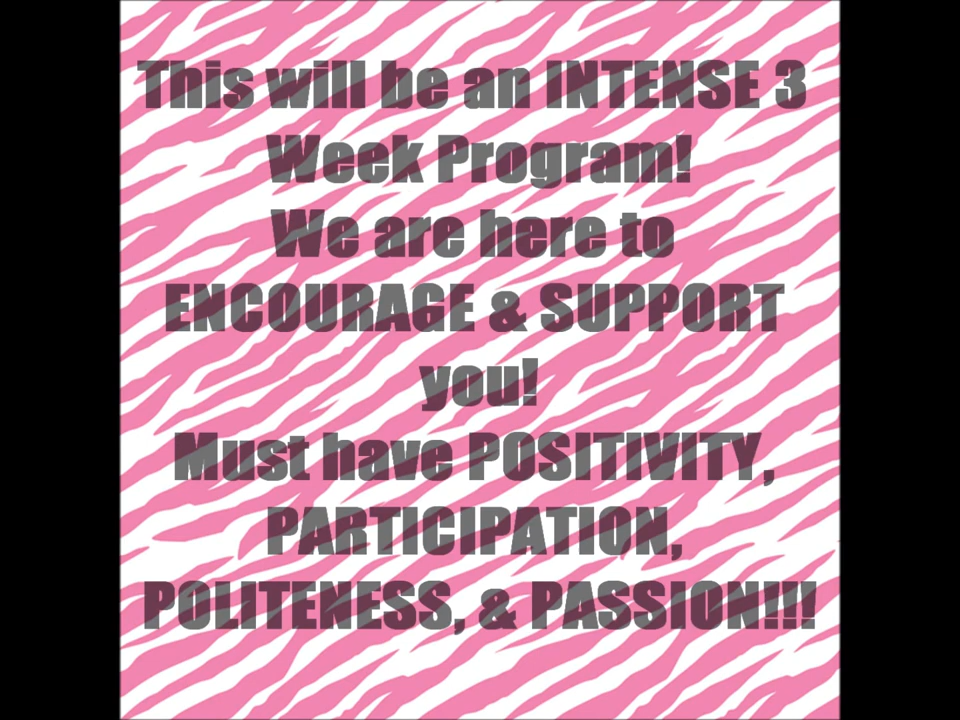 This will be an INTENSE 3
Week Program!
We are here to
ENCOURAGE & SUPPORT
you!
Must have POSITIVITY,
PARTICIPATION,
POLITENESS, & PASSION!!!